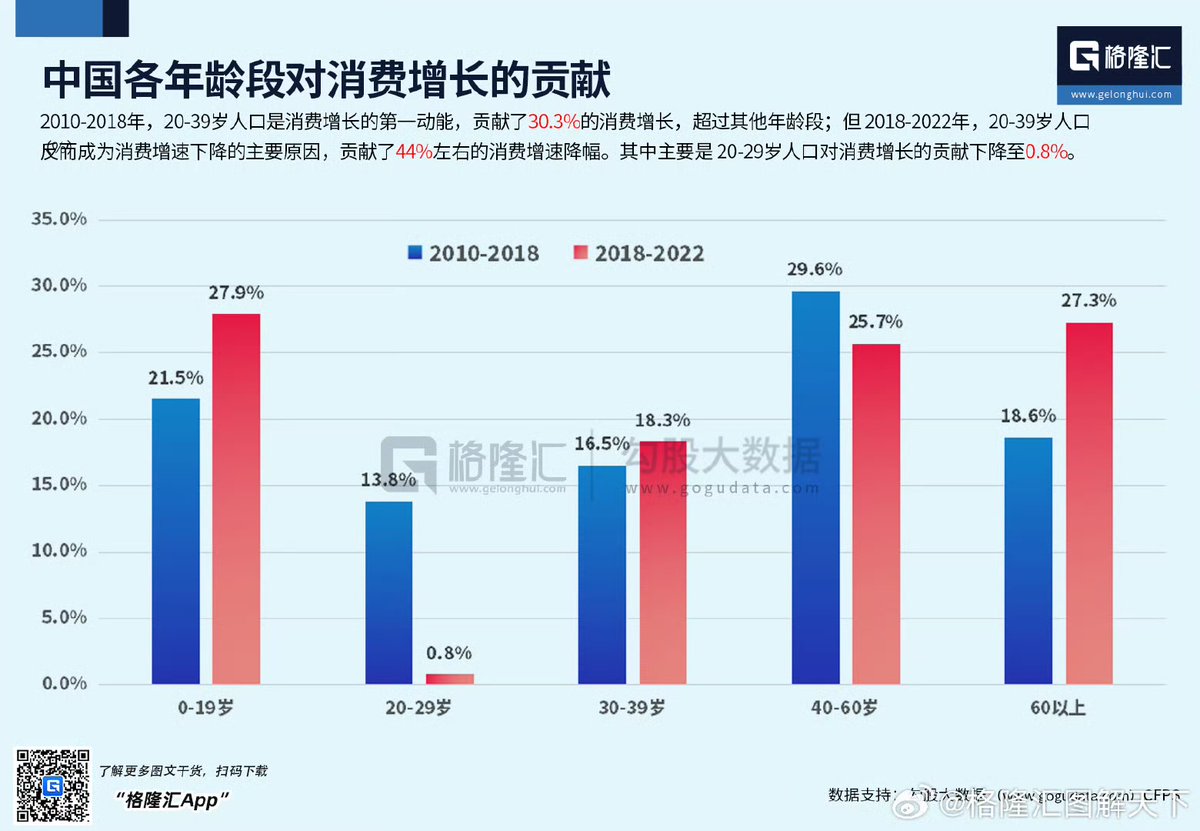 中国各年龄段对消费增长的贡献
格隆汇
www.gelonghui.com
2010-2018年，20-39岁人口是消费增长的第一动能，贡献了30.3%的消费增长，超过其他年龄段；但 2018-2022年，20-39岁人口
反而成为消费增速下降的主要原因，贡献了44%左右的消费增速降幅。其中主要是 20-29岁人口对消费增长的贡献下降至0.8%。
35.0%
30.0%
25.0%
20.0%
15.0%
10.0%
5.0%
0.0%
2010-2018 2018-2022
21.5% 27.9%
13.8% 0.8%
16.5% 18.3%
29.6% 25.7%
18.6% 27.3%
格隆汇 勾股大数据
www.gelonghui.com www.gogudata.com
0-19岁 20-29岁 30-39岁 40-60岁 60以上
了解更多图文干货，扫码下载
“格隆汇App”
数据支持：勾股大数据（www.gogudata.com）CFPS
@格隆汇图解天下